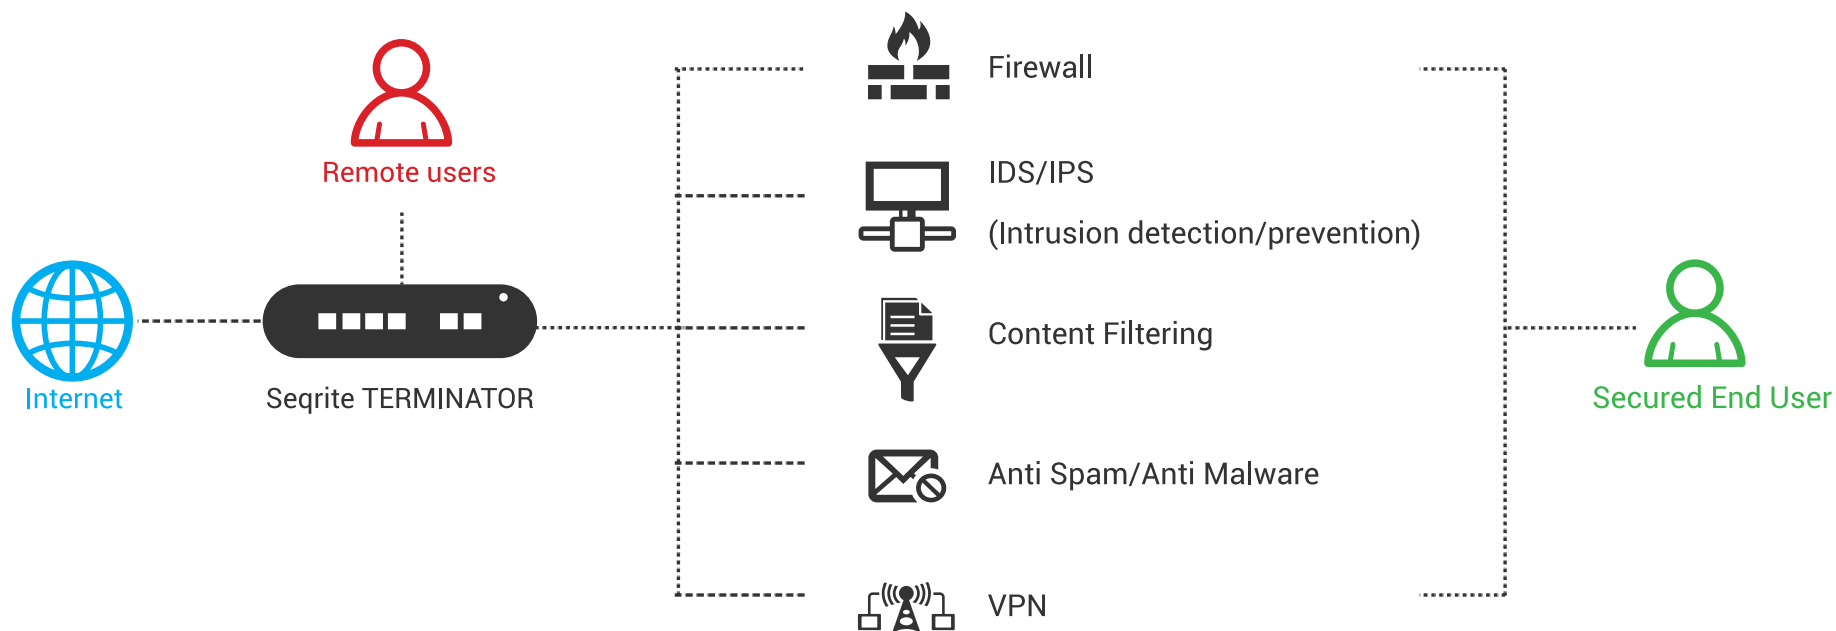 Remote users
Internet
Seqrite TERMINATOR
Firewall
IDS/IPS
(Intrusion detection/prevention)
Content Filtering
Anti Spam/Anti Malware
VPN
Secured End User